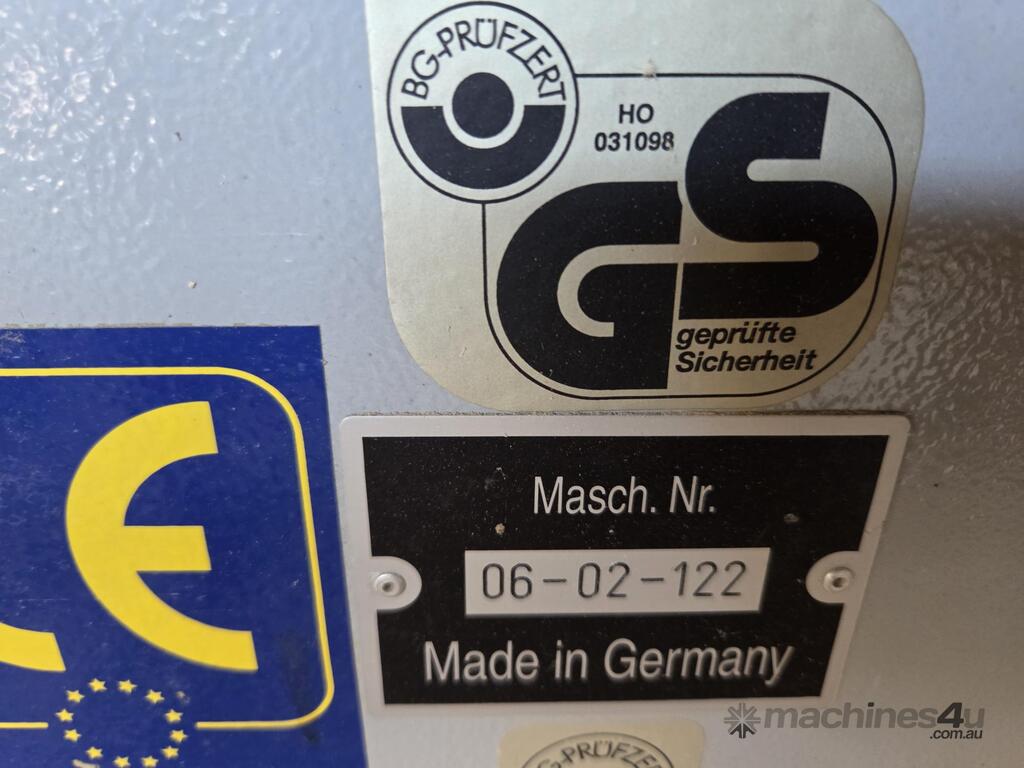 BG-PRÜFZERT
HO
031098
GS
geprüfte
Sicherheit
CE
Masch. Nr.
06-02-122
Made in Germany
machines4u
.com.au
-PRÜFZERT